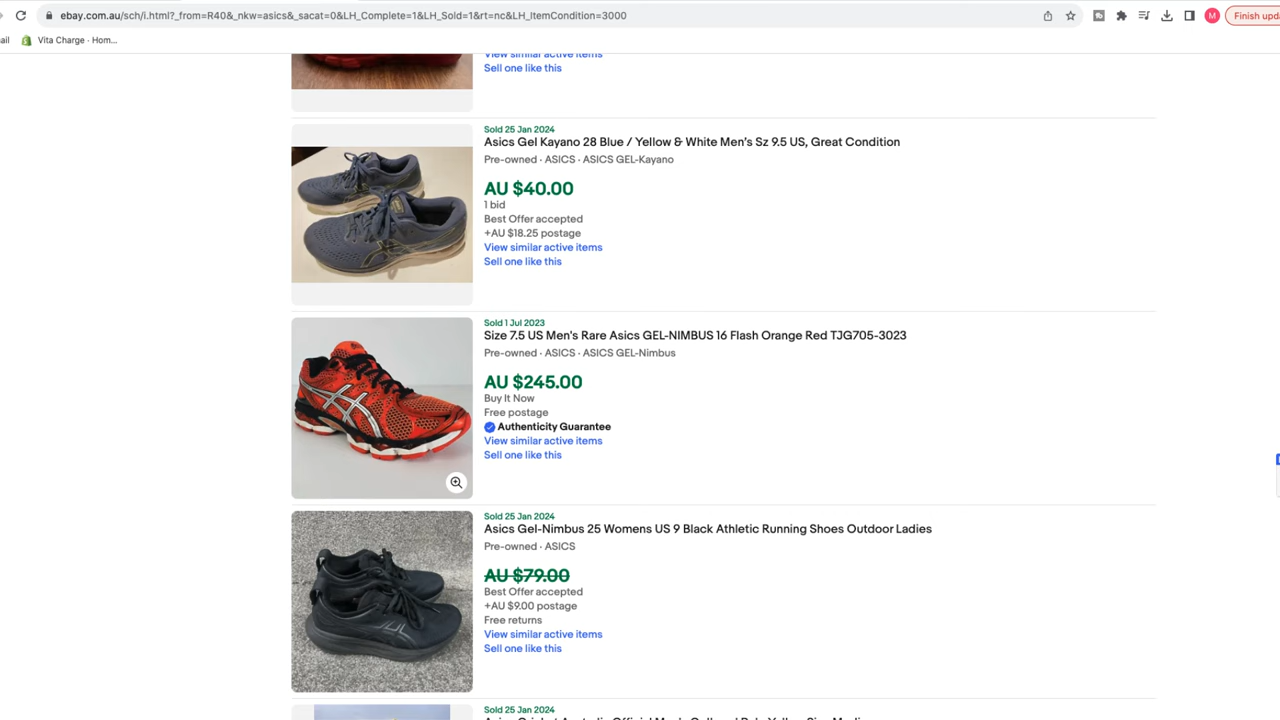 ebay.com.au/sch/i.html?_from=R40&_nkw=asics&_sacat=0&LH_Complete=1&LH_Sold=1&rt=nc&LH_ItemCondition=3000
M
Finish upda
ail
Vita Charge - Hom...
View similar active items
Sell one like this
Sold 25 Jan 2024
Asics Gel Kayano 28 Blue / Yellow & White Men's Sz 9.5 US, Great Condition
Pre-owned · ASICS · ASICS GEL-Kayano
AU $40.00
1 bid
Best Offer accepted
+AU $18.25 postage
View similar active items
Sell one like this
Sold 1 Jul 2023
Size 7.5 US Men's Rare Asics GEL-NIMBUS 16 Flash Orange Red TJG705-3023
Pre-owned · ASICS · ASICS GEL-Nimbus
AU $245.00
Buy It Now
Free postage
Authenticity Guarantee
View similar active items
Sell one like this
Sold 25 Jan 2024
Asics Gel-Nimbus 25 Womens US 9 Black Athletic Running Shoes Outdoor Ladies
Pre-owned · ASICS
AU $79.00
Best Offer accepted
+AU $9.00 postage
Free returns
View similar active items
Sell one like this
Sold 25 Jan 2024